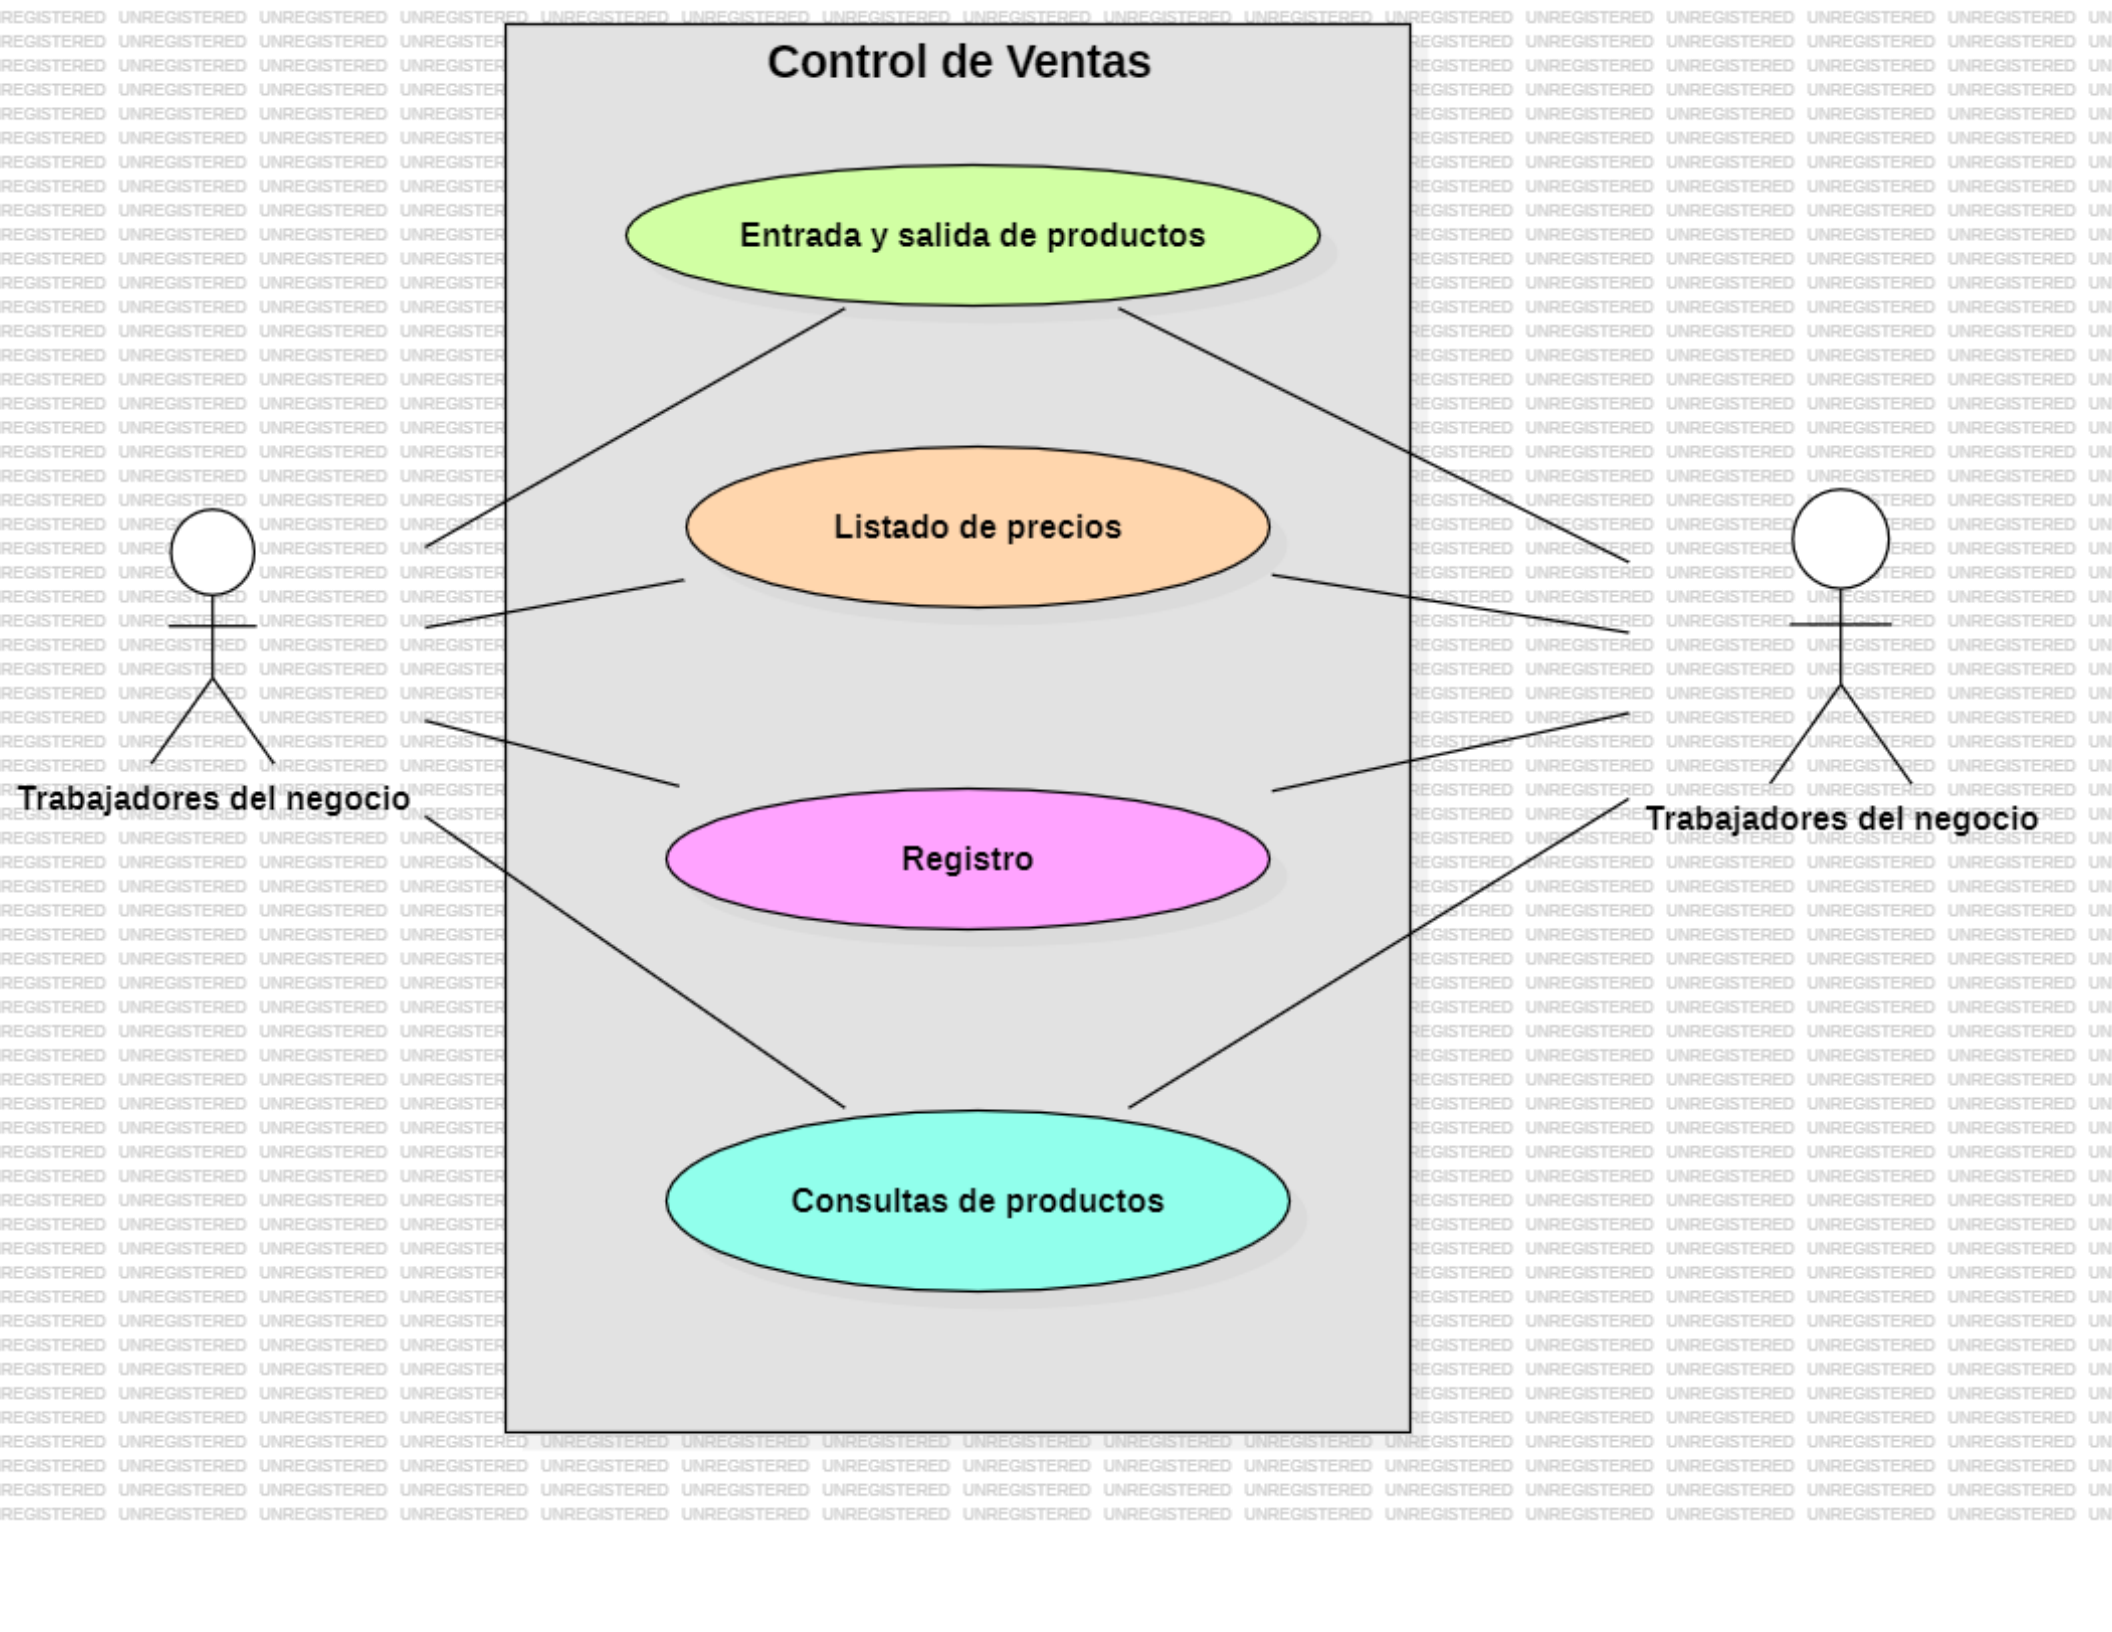 Control de Ventas
Entrada y salida de productos
Listado de precios
Trabajadores del negocio
Trabajadores del negocio
Registro
Consultas de productos
UNREGISTERED